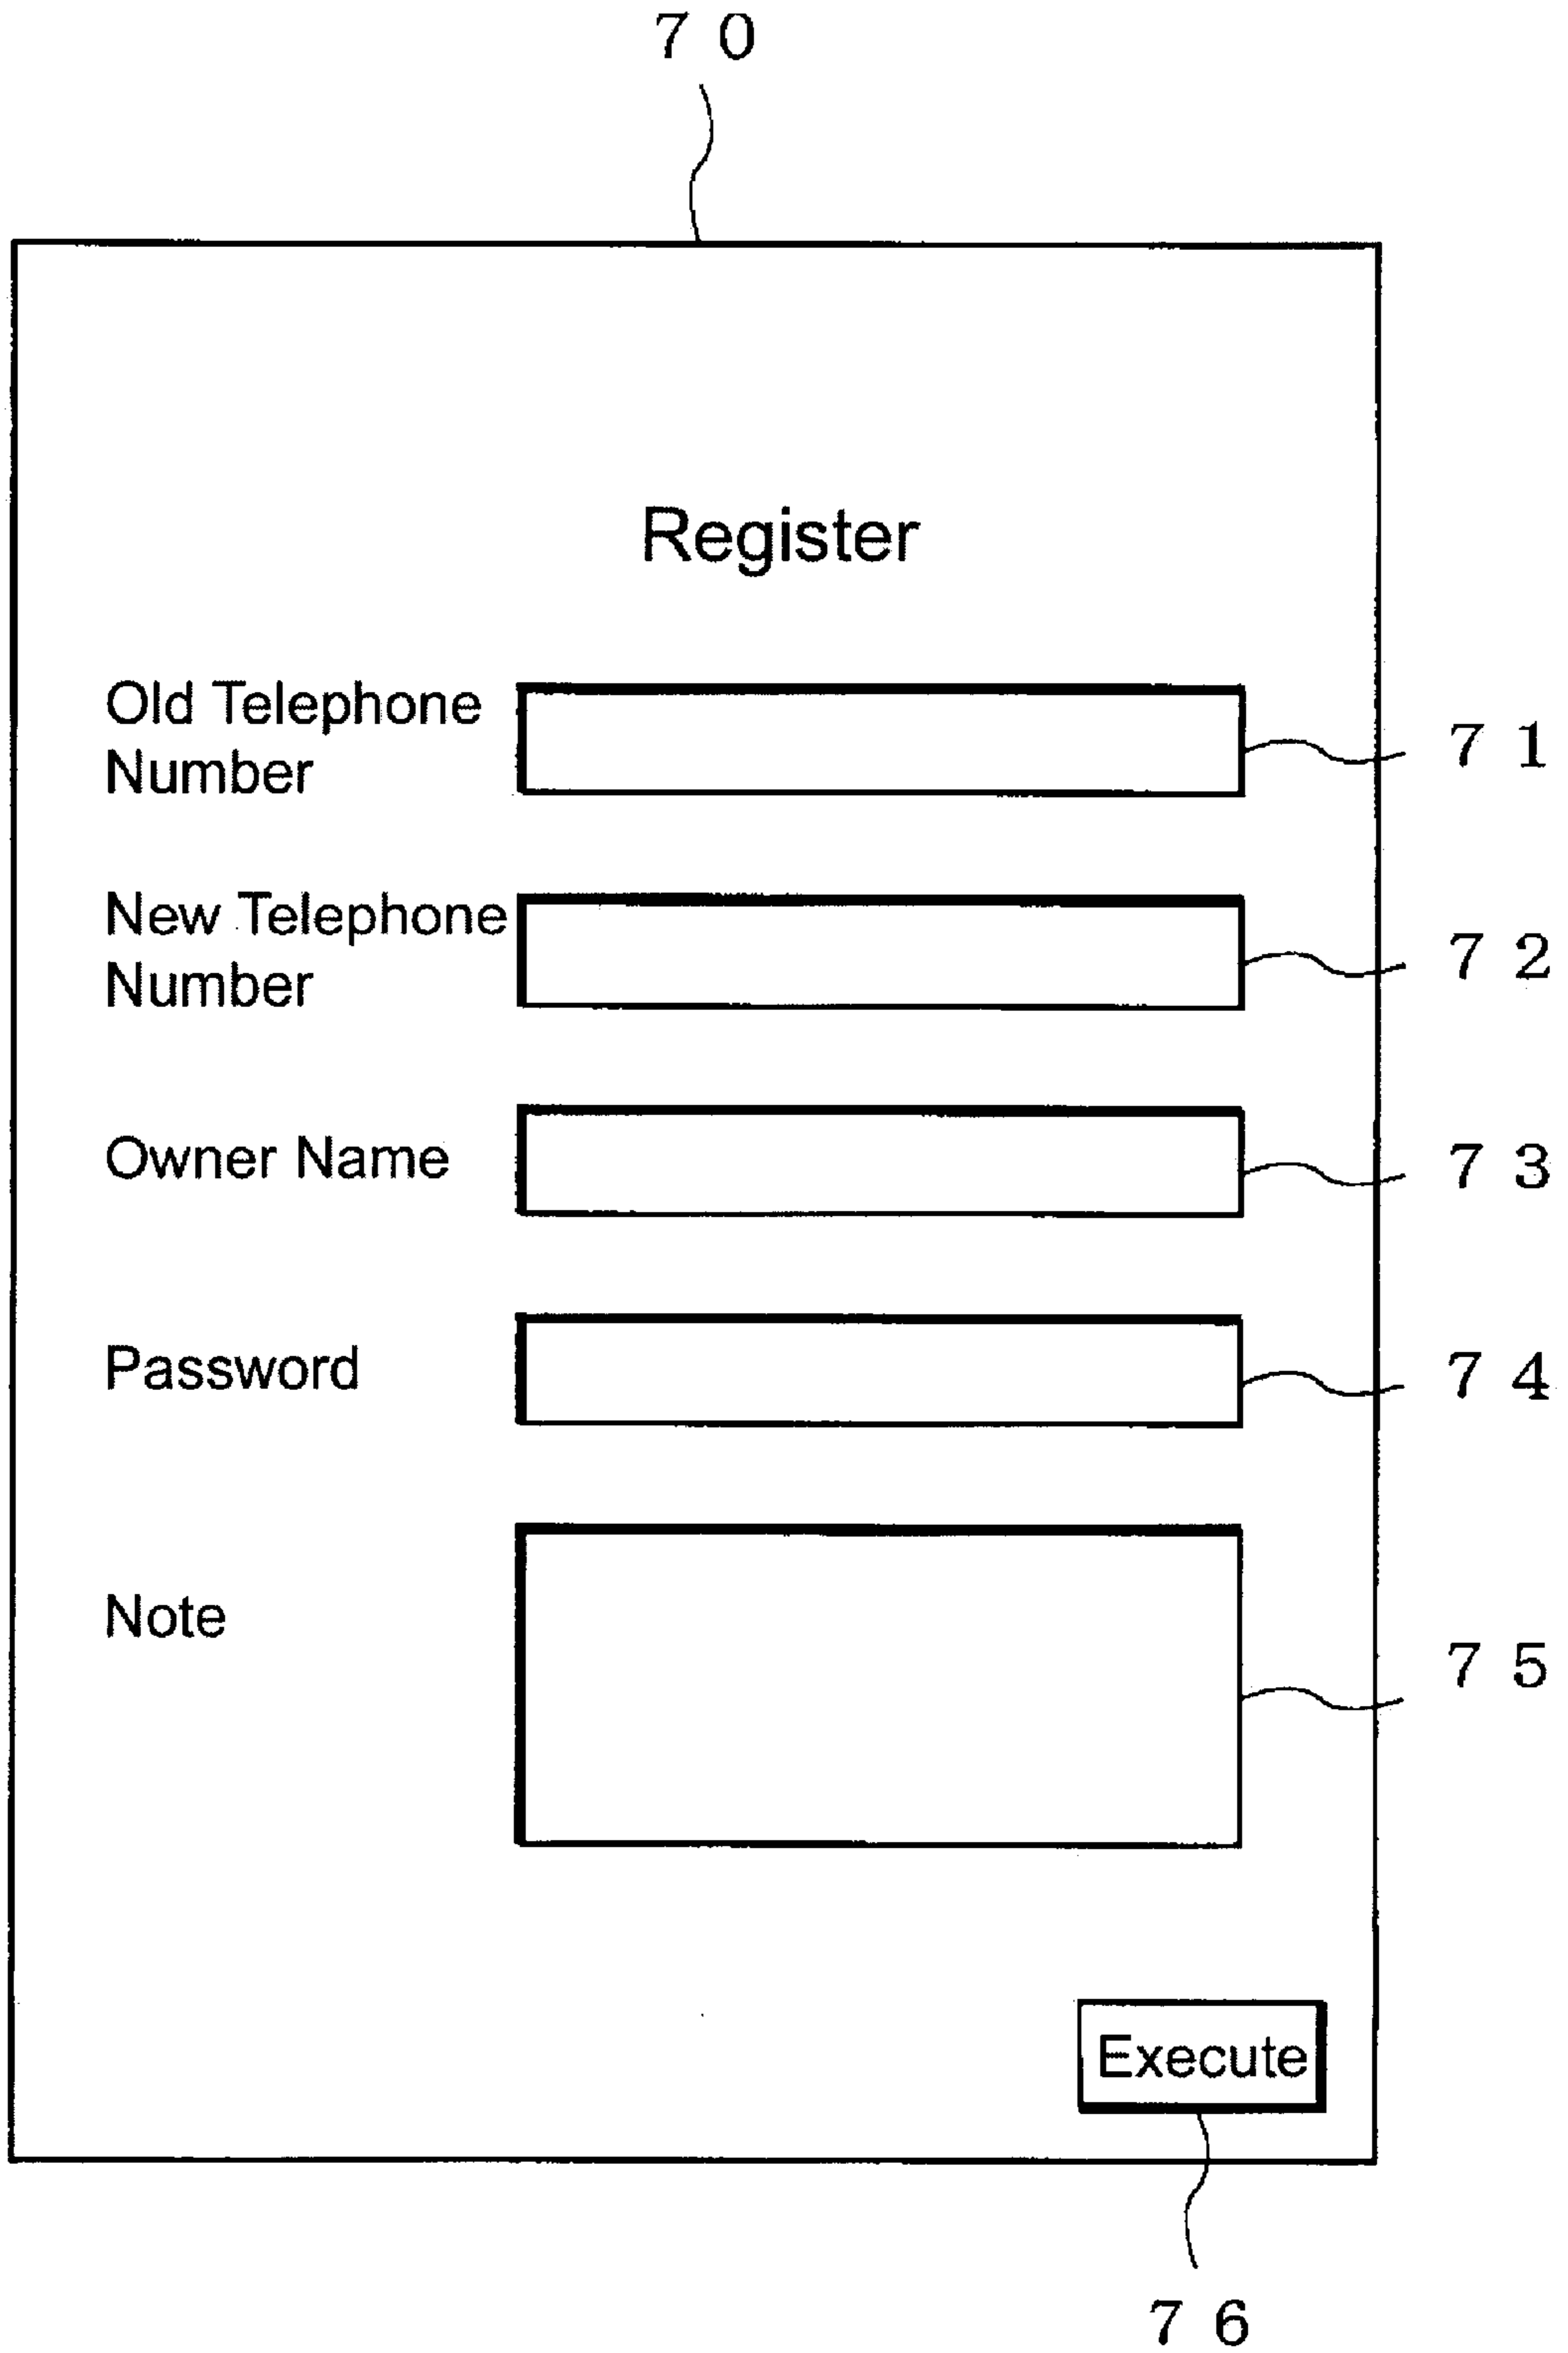 70
Register
Old Telephone
Number
71
New Telephone
Number
72
Owner Name
73
Password
74
Note
75
Execute
76